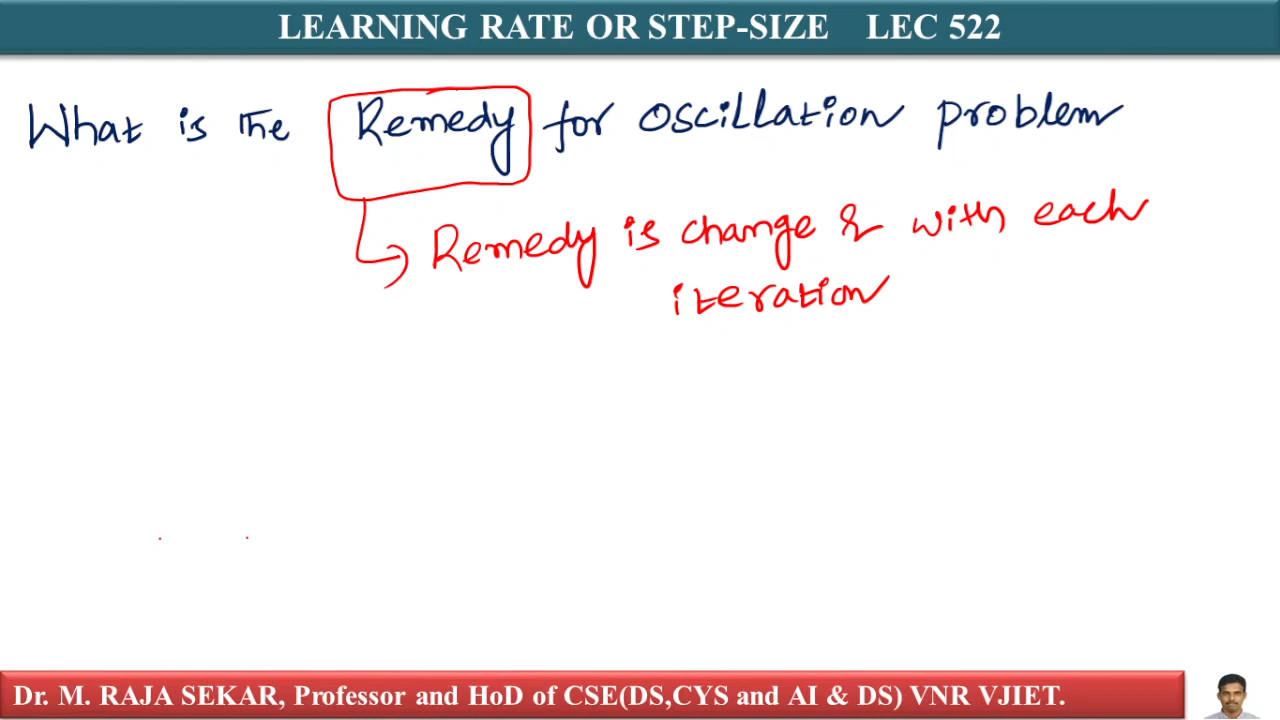 LEARNING RATE OR STEP-SIZE LEC 522
What is the Remedy for oscillation problem
Remedy is change r with each
iteration
Dr. M. RAJA SEKAR, Professor and HoD of CSE(DS,CYS and AI & DS) VNR VJIET.